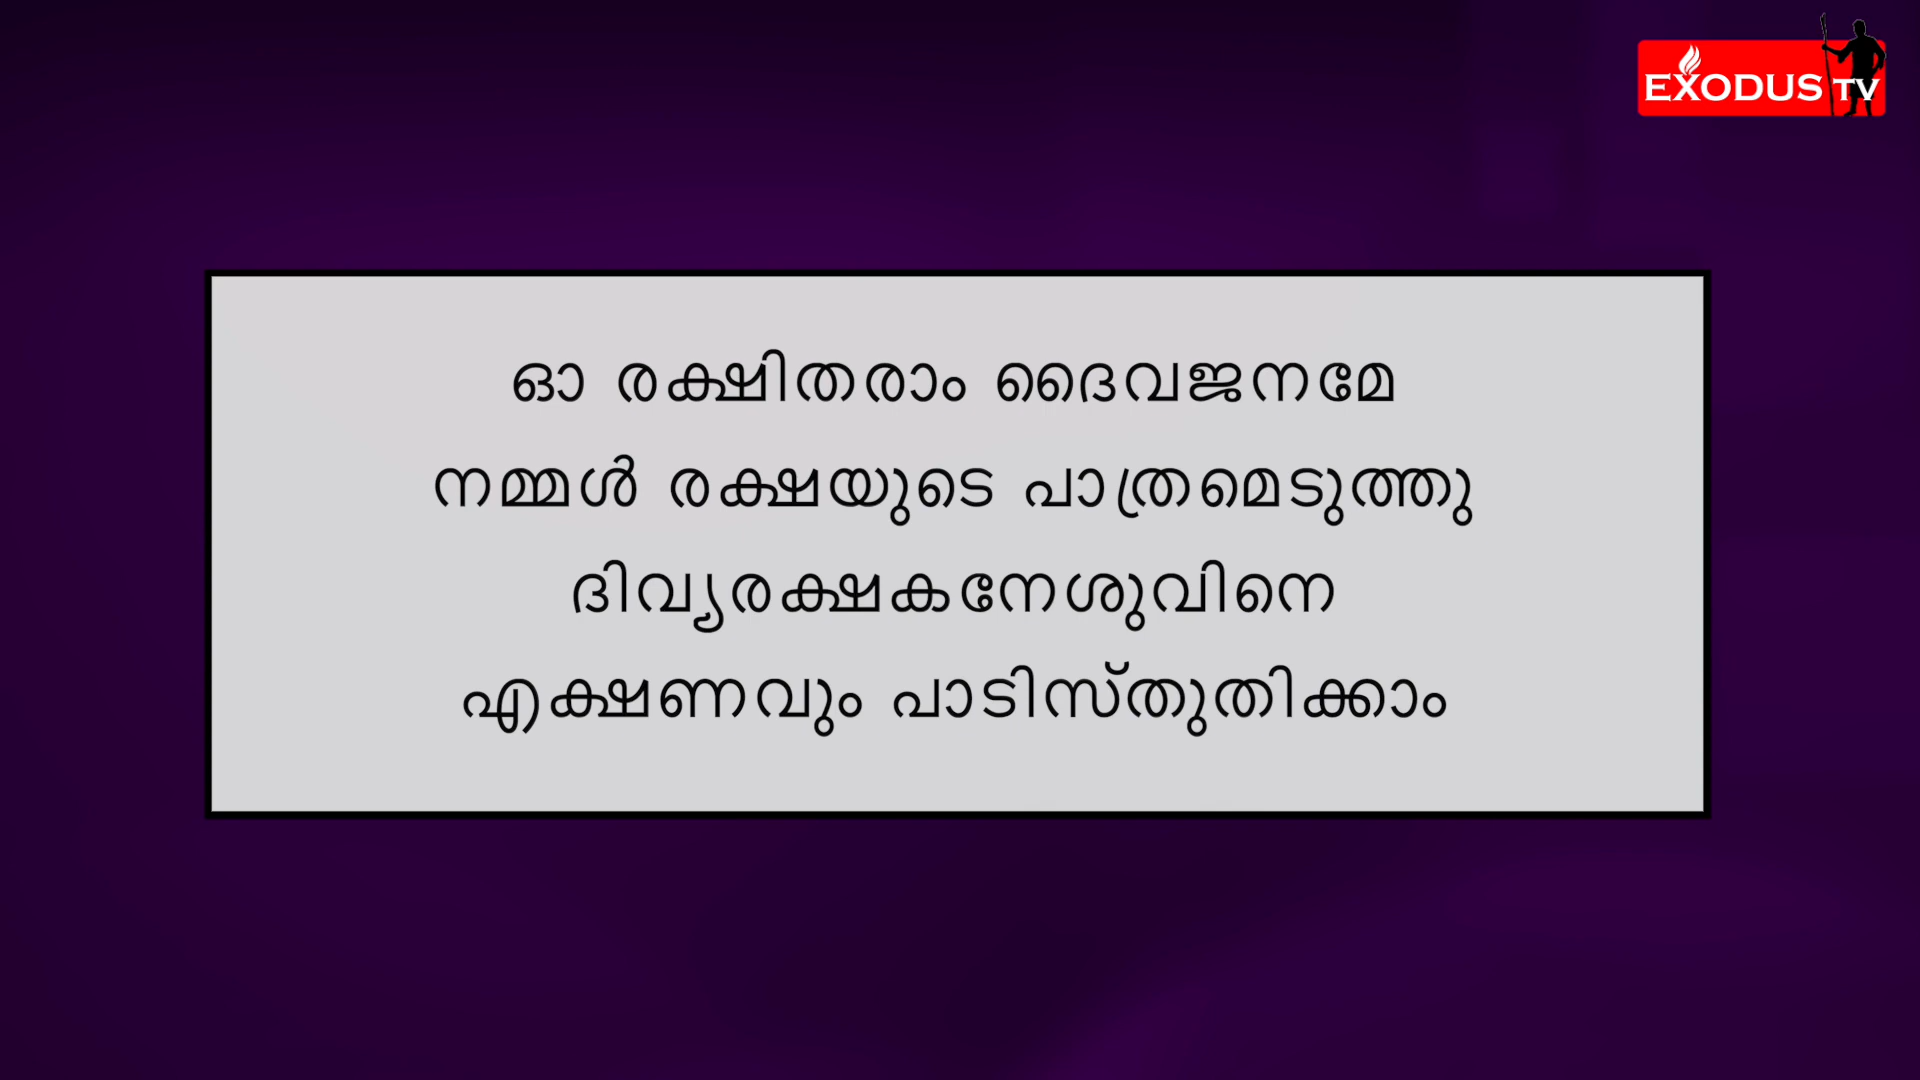 EXODUS TV
ഓ രക്ഷിതരാം ദൈവജനമേ
നമ്മൾ രക്ഷയുടെ പാത്രമെടുത്തു
ദിവ്യരക്ഷകനേശുവിനെ
എക്ഷണവും പാടിസ്തുതിക്കാം